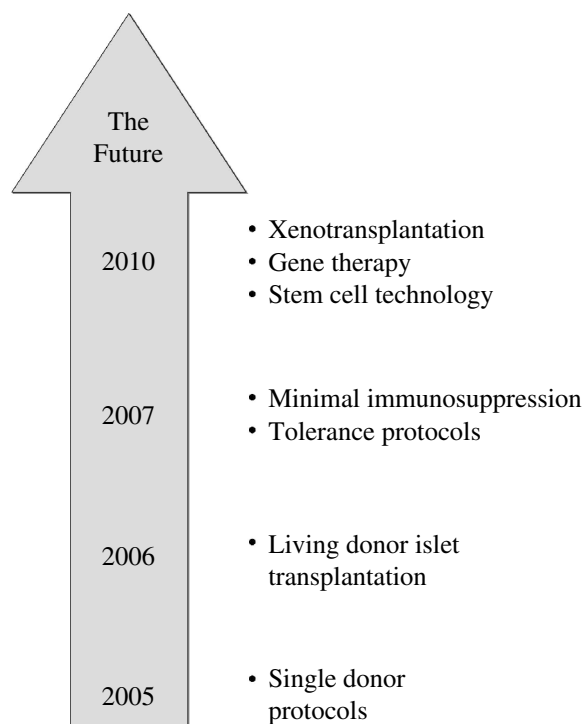 The
Future
2010
• Xenotransplantation
• Gene therapy
• Stem cell technology
2007
• Minimal immunosuppression
• Tolerance protocols
2006
• Living donor islet
transplantation
2005
• Single donor
protocols